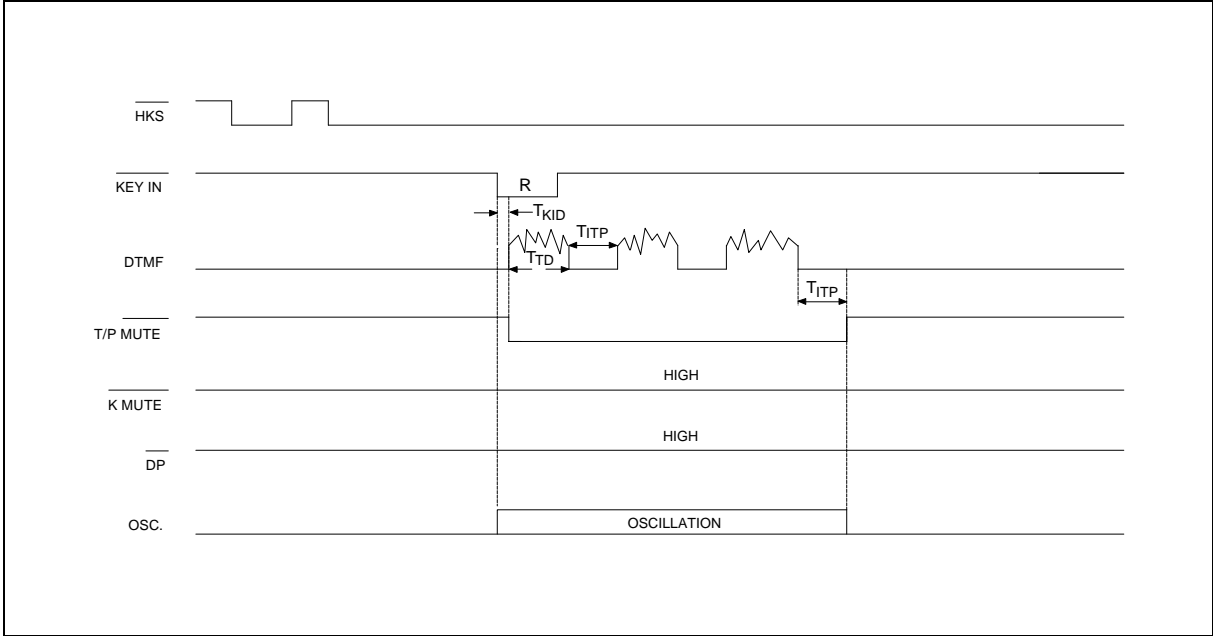 HKS
KEY IN
R
TKID
TITP
DTMF
TTD
TITP
T/P MUTE
HIGH
K MUTE
HIGH
DP
OSC.
OSCILLATION